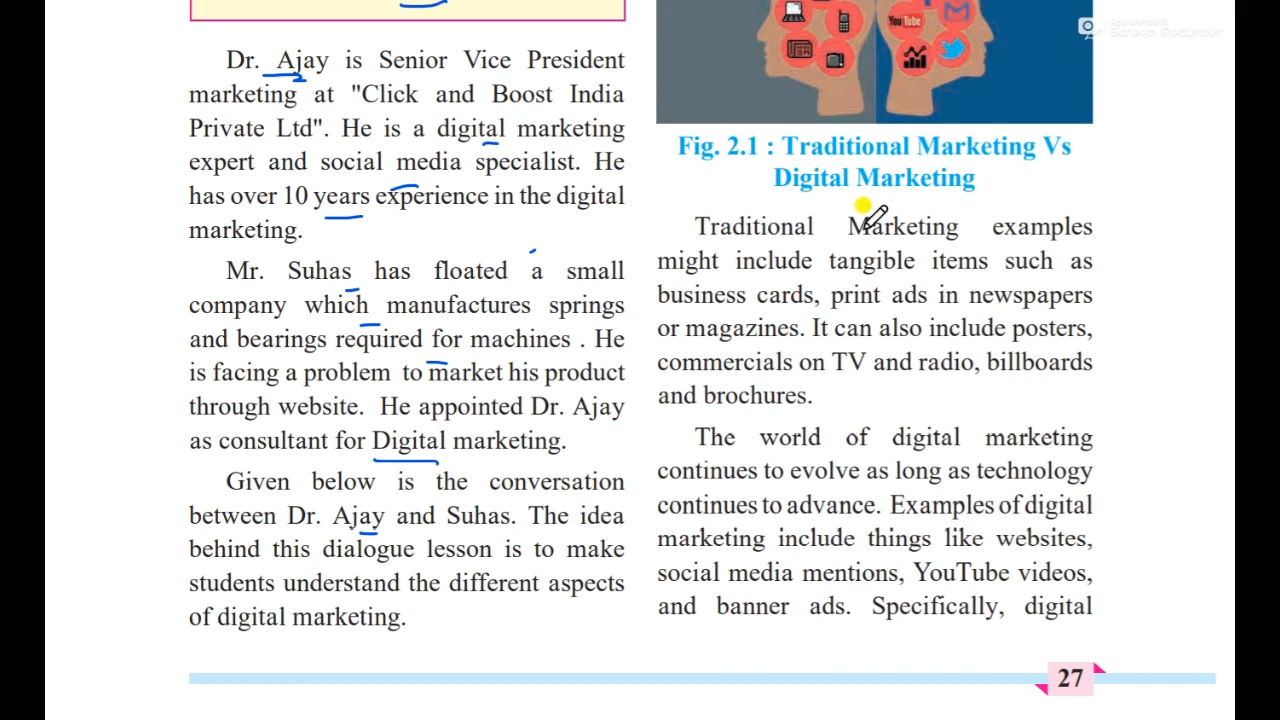 Dr. Ajay is Senior Vice President
marketing at "Click and Boost India
Private Ltd". He is a digital marketing
expert and social media specialist. He
has over 10 years experience in the digital
marketing.
Mr. Suhas has floated a small
company which manufactures springs
and bearings required for machines . He
is facing a problem to market his product
through website. He appointed Dr. Ajay
as consultant for Digital marketing.
Given below is the conversation
between Dr. Ajay and Suhas. The idea
behind this dialogue lesson is to make
students understand the different aspects
of digital marketing.
You Tube
Fig. 2.1 : Traditional Marketing Vs
Digital Marketing
Traditional Marketing examples
might include tangible items such as
business cards, print ads in newspapers
or magazines. It can also include posters,
commercials on TV and radio, billboards
and brochures.
The world of digital marketing
continues to evolve as long as technology
continues to advance. Examples of digital
marketing include things like websites,
social media mentions, YouTube videos,
and banner ads. Specifically, digital
27
Apowersoft
Screen Recorder